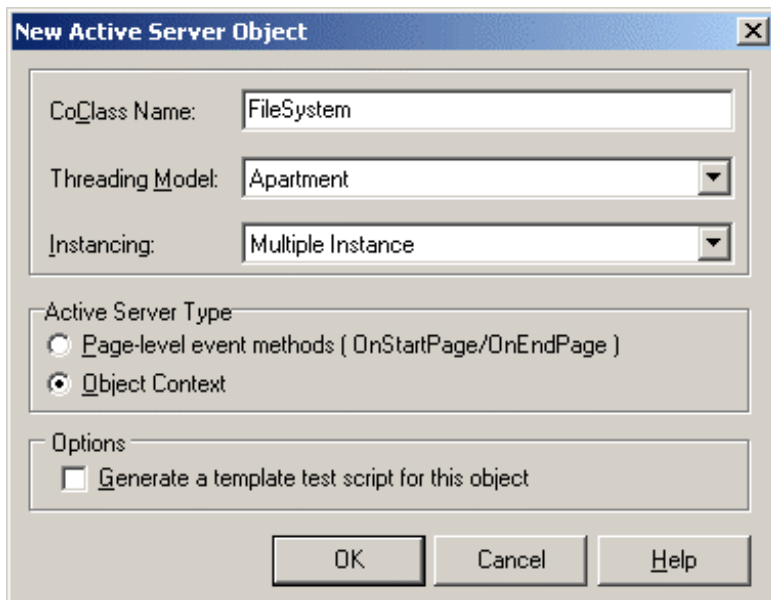 New Active Server Object
CoClass Name: FileSystem
Threading Model: Apartment
Instancing: Multiple Instance
Active Server Type
Page-level event methods ( OnStartPage/OnEndPage )
Object Context
Options
Generate a template test script for this object
OK Cancel Help